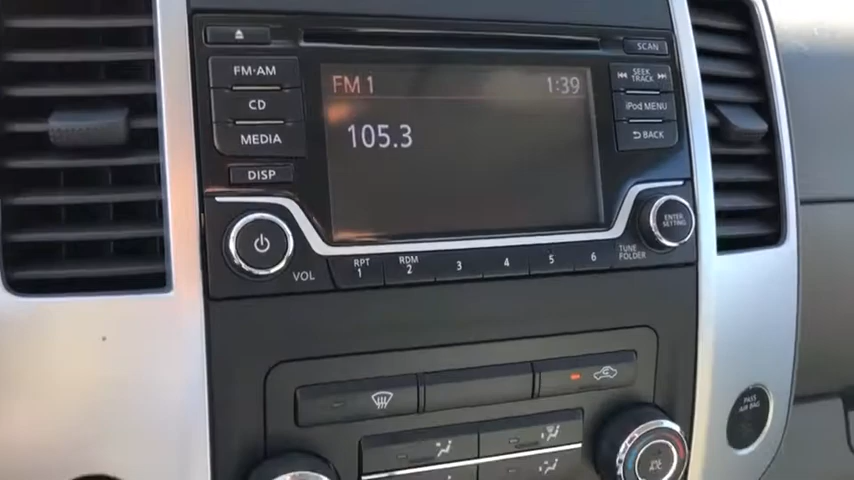 SCAN
FM·AM
FM 1
1:39
SEEK
TRACK
CD
105.3
iPod MENU
MEDIA
BACK
DISP
ENTER
SETTING
VOL
RPT
1
RDM
2
3
4
5
6
TUNE
FOLDER
PASS
AIR BAG
A/C